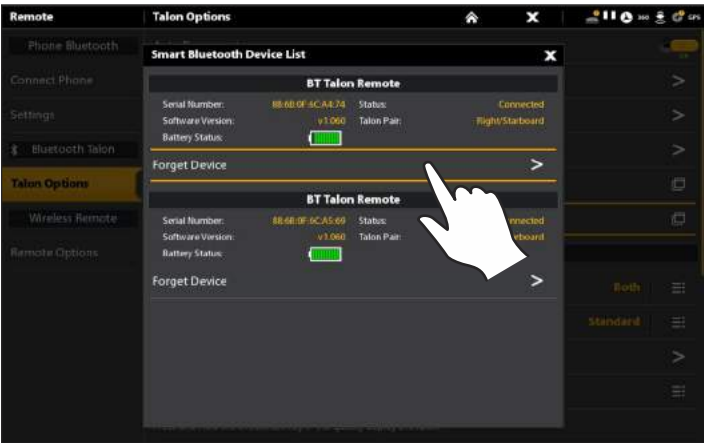 Remote
Talon Options
360
GPS
Phone Bluetooth
Connect Phone
Settings
Bluetooth Talon
Talon Options
Wireless Remote
Remote Options
Smart Bluetooth Device List
X
BT Talon Remote
Serial Number: 88:6B:0F:6C:A4:74 Status: Connected
Software Version: v1.060 Talon Pair: Right/Starboard
Battery Status:
Forget Device >
BT Talon Remote
Serial Number: 88:6B:0F:6C:A5:69 Status:
Software Version: v1.060 Talon Pair:
Battery Status:
Forget Device >
Both
Standard